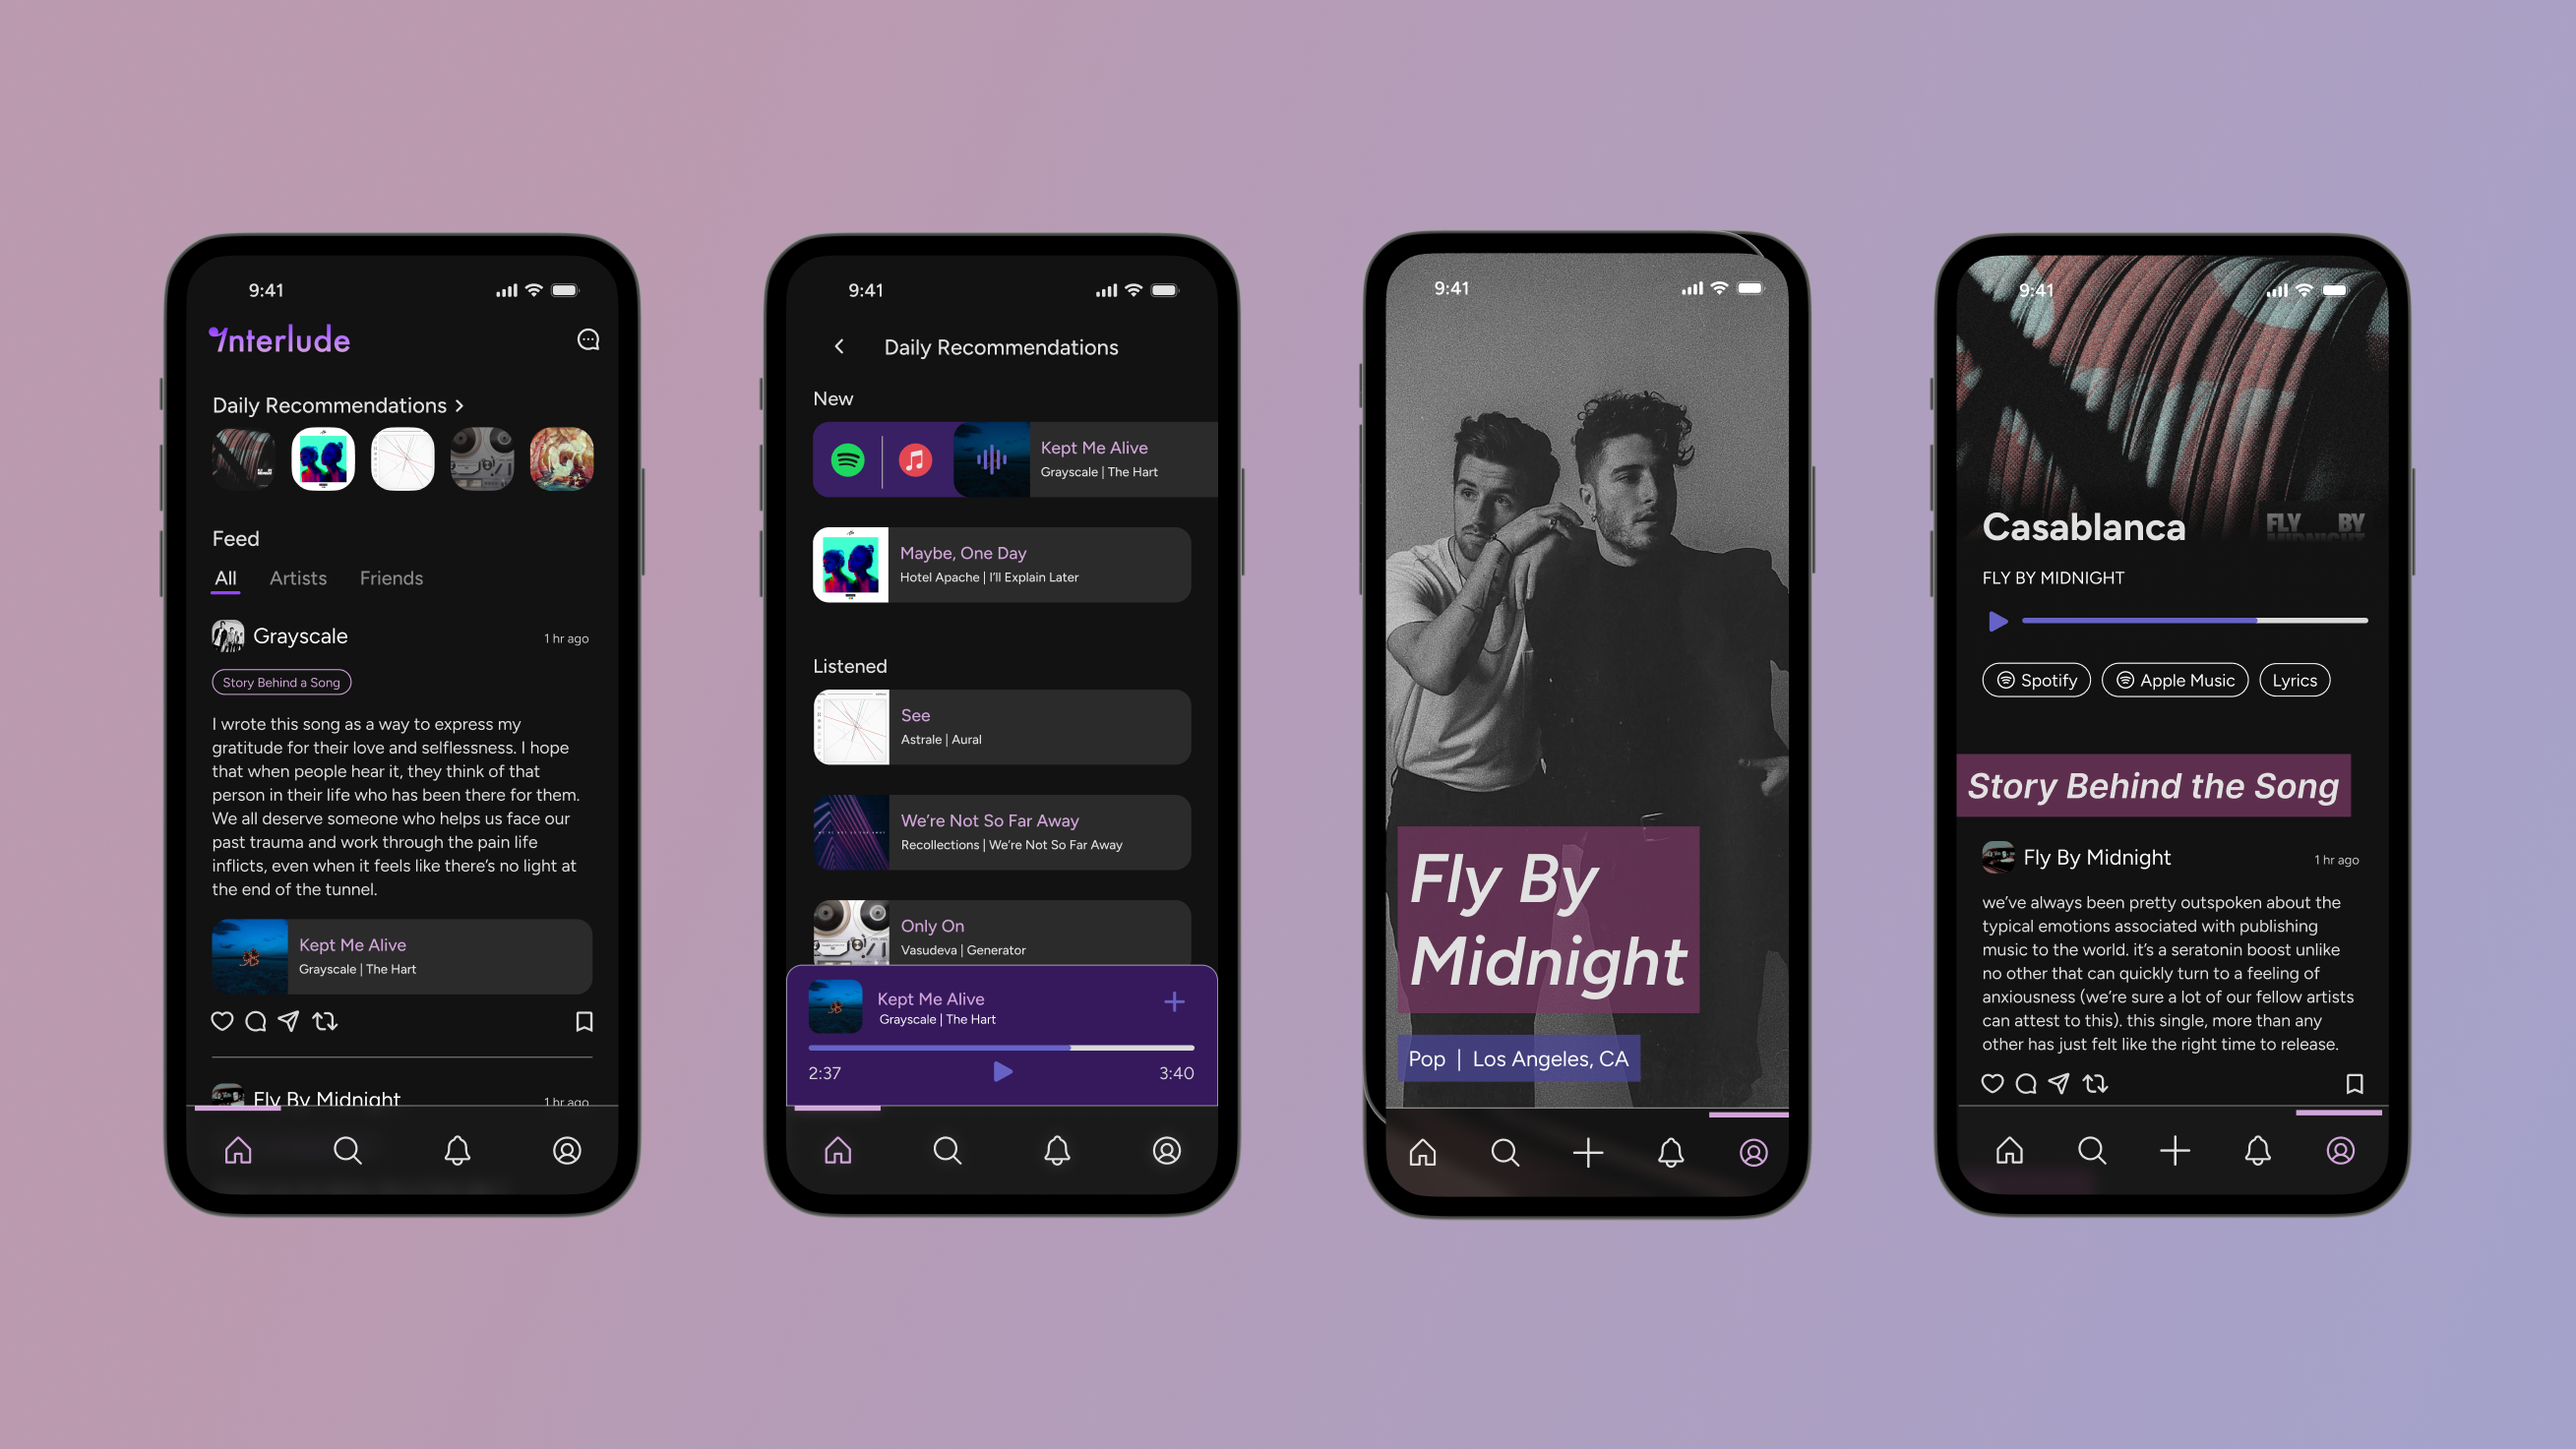 9:41
Interlude
Daily Recommendations
Feed
All Artists Friends
Grayscale 1 hr ago
Story Behind a Song
I wrote this song as a way to express my
gratitude for their love and selflessness. I hope
that when people hear it, they think of that
person in their life who has been there for them.
We all deserve someone who helps us face our
past trauma and work through the pain life
inflicts, even when it feels like there's no light at
the end of the tunnel.
Kept Me Alive
Grayscale | The Hart
Fly By Midnight 1 hr ago
9:41
Daily Recommendations
New
Kept Me Alive
Grayscale | The Hart
Maybe, One Day
Hotel Apache | I'll Explain Later
Listened
See
Astrale | Aural
We're Not So Far Away
Recollections | We're Not So Far Away
Only On
Vasudeva | Generator
Kept Me Alive
Grayscale | The Hart
2:37 3:40
9:41
Fly By
Midnight
Pop | Los Angeles, CA
9:41
FLY BY
MIDNIGHT
Casablanca
FLY BY MIDNIGHT
Spotify Apple Music Lyrics
Story Behind the Song
Fly By Midnight 1 hr ago
we've always been pretty outspoken about the
typical emotions associated with publishing
music to the world. it's a seratonin boost unlike
no other that can quickly turn to a feeling of
anxiousness (we're sure a lot of our fellow artists
can attest to this). this single, more than any
other has just felt like the right time to release.